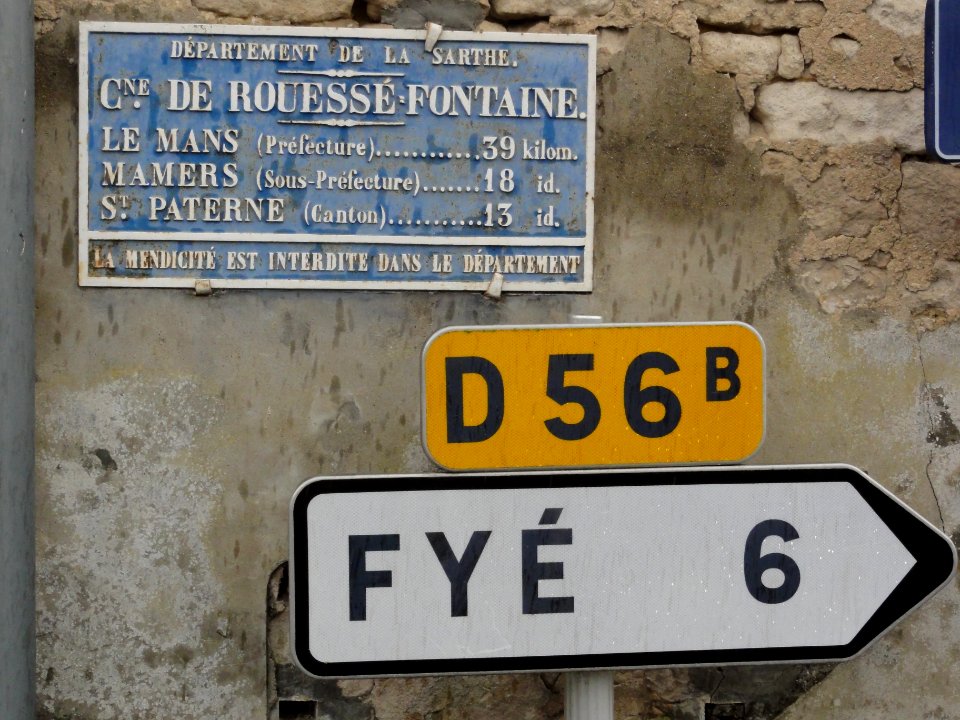 DÉPARTEMENT DE LA SARTHE.
CNE. DE ROUESSÉ-FONTAINE.
LE MANS (Préfecture)............39 kilom.
MAMERS (Sous-Préfecture).......18 id.
ST. PATERNE (Canton)............13 id.
LA MENDICITÉ EST INTERDITE DANS LE DÉPARTEMENT
D 56 B
FYÉ 6